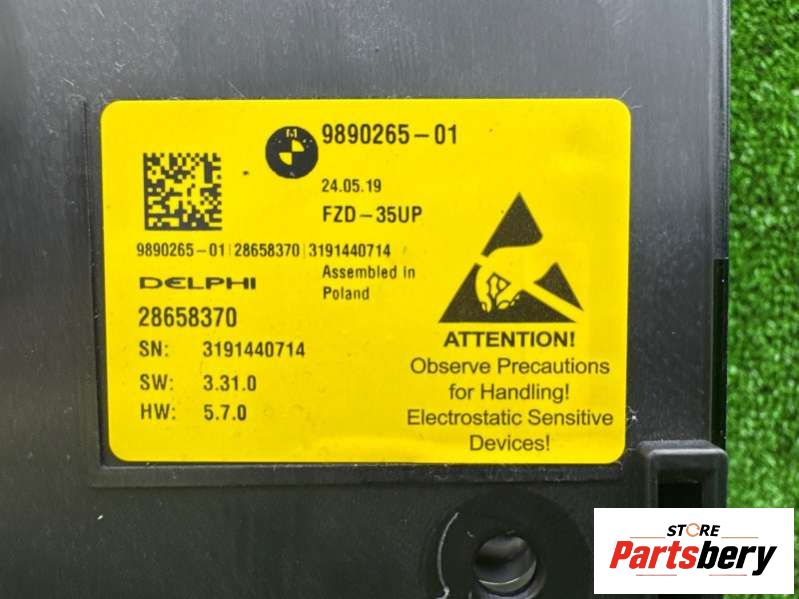 M
9890265-01
24.05.19
FZD-35UP
9890265-01|28658370|3191440714
DELPHI
Assembled in
Poland
28658370
SN: 3191440714
SW: 3.31.0
HW: 5.7.0
ATTENTION!
Observe Precautions
for Handling!
Electrostatic Sensitive
Devices!
STORE
Partsbery